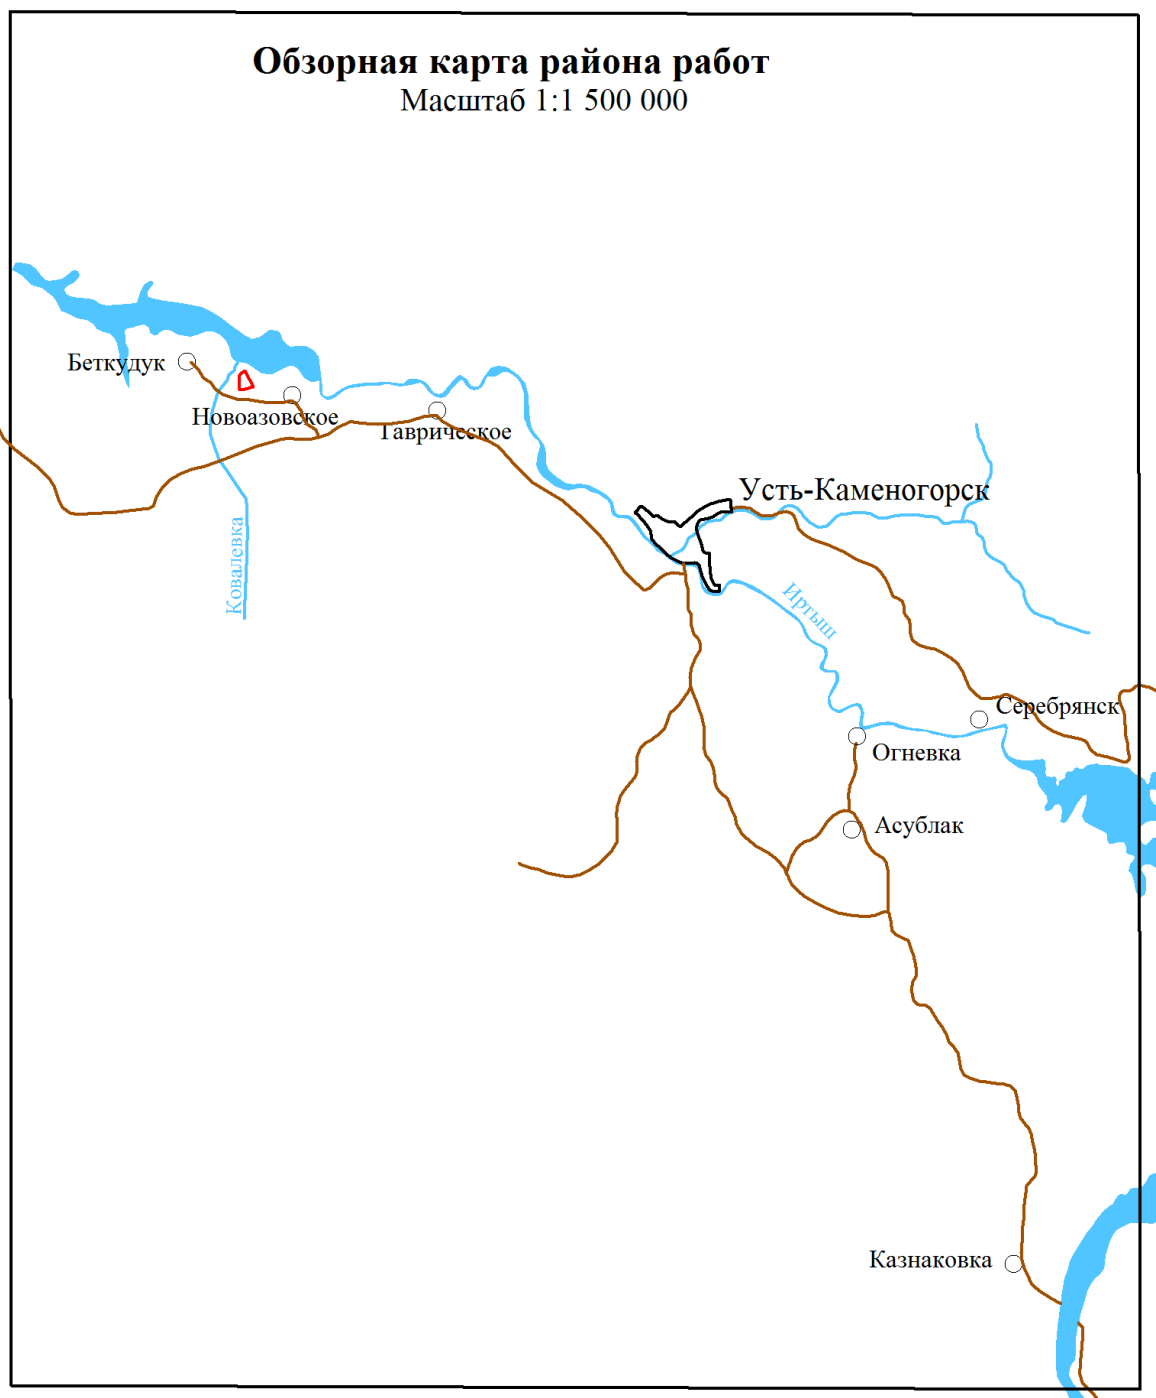 Обзорная карта района работ
Масштаб 1:1 500 000
Беткудук
Новоазовское
Таврическое
Усть-Каменогорск
Ковалевка
Иртыш
Серебрянск
Огневка
Асублак
Казнаковка